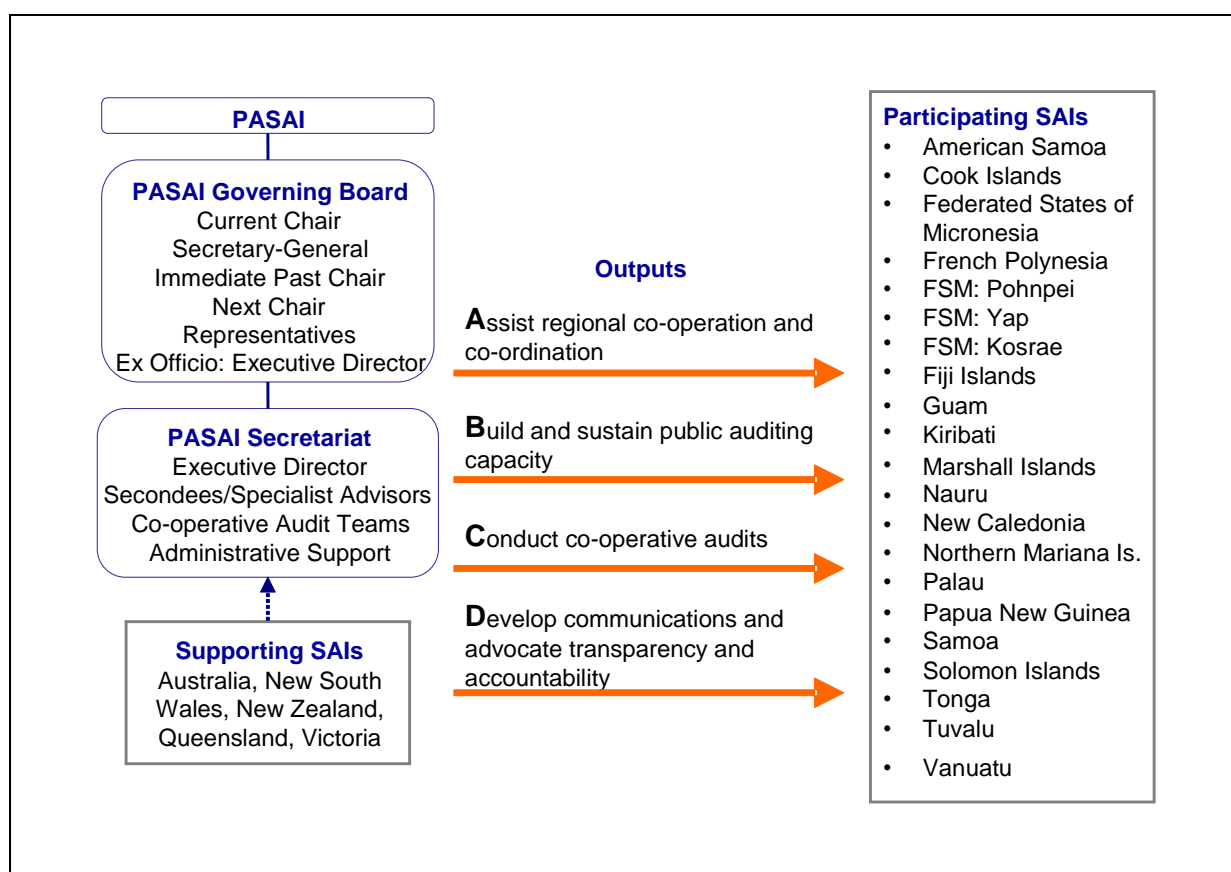 PASAI
PASAI Governing Board
Current Chair
Secretary-General
Immediate Past Chair
Next Chair
Representatives
Ex Officio: Executive Director
PASAI Secretariat
Executive Director
Secondees/Specialist Advisors
Co-operative Audit Teams
Administrative Support
Supporting SAIs
Australia, New South
Wales, New Zealand,
Queensland, Victoria
Outputs
Assist regional co-operation and
co-ordination
Build and sustain public auditing
capacity
Conduct co-operative audits
Develop communications and
advocate transparency and
accountability
Participating SAIs
• American Samoa
• Cook Islands
• Federated States of
Micronesia
• French Polynesia
• FSM: Pohnpei
• FSM: Yap
• FSM: Kosrae
• Fiji Islands
• Guam
• Kiribati
• Marshall Islands
• Nauru
• New Caledonia
• Northern Mariana Is.
• Palau
• Papua New Guinea
• Samoa
• Solomon Islands
• Tonga
• Tuvalu
• Vanuatu